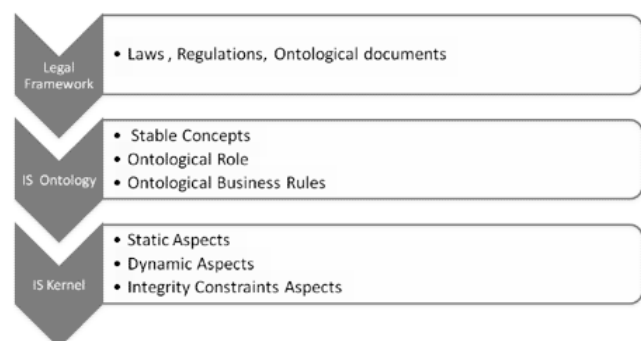 Legal
Framework
• Laws , Regulations, Ontological documents
IS Ontology
• Stable Concepts
• Ontological Role
• Ontological Business Rules
IS Kernel
• Static Aspects
• Dynamic Aspects
• Integrity Constraints Aspects